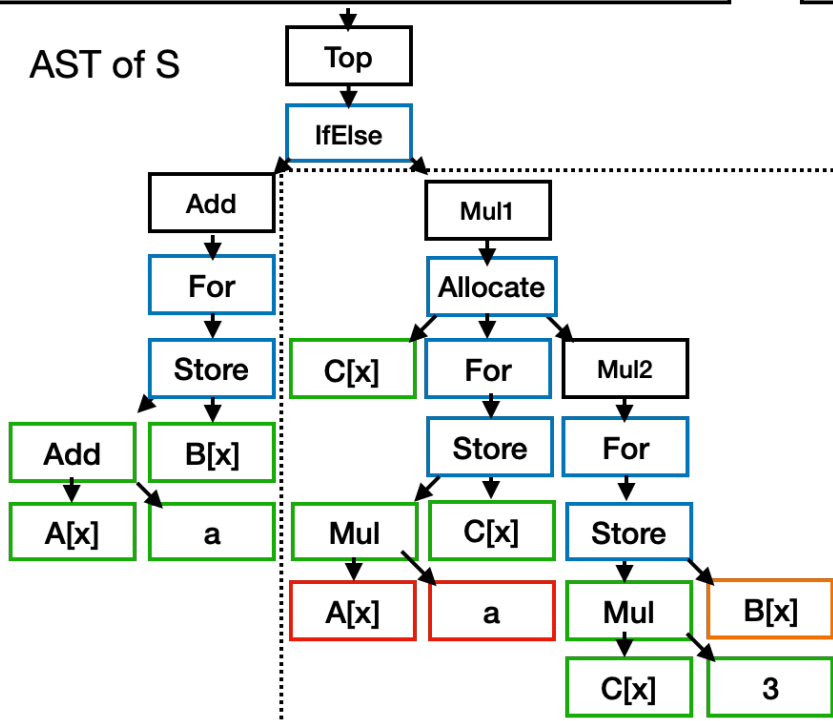 AST of S
Top
IfElse
Add
Mul1
For
Allocate
Store
C[x]
For
Mul2
Add
B[x]
Store
For
A[x]
a
Mul
C[x]
Store
A[x]
a
Mul
B[x]
C[x]
3